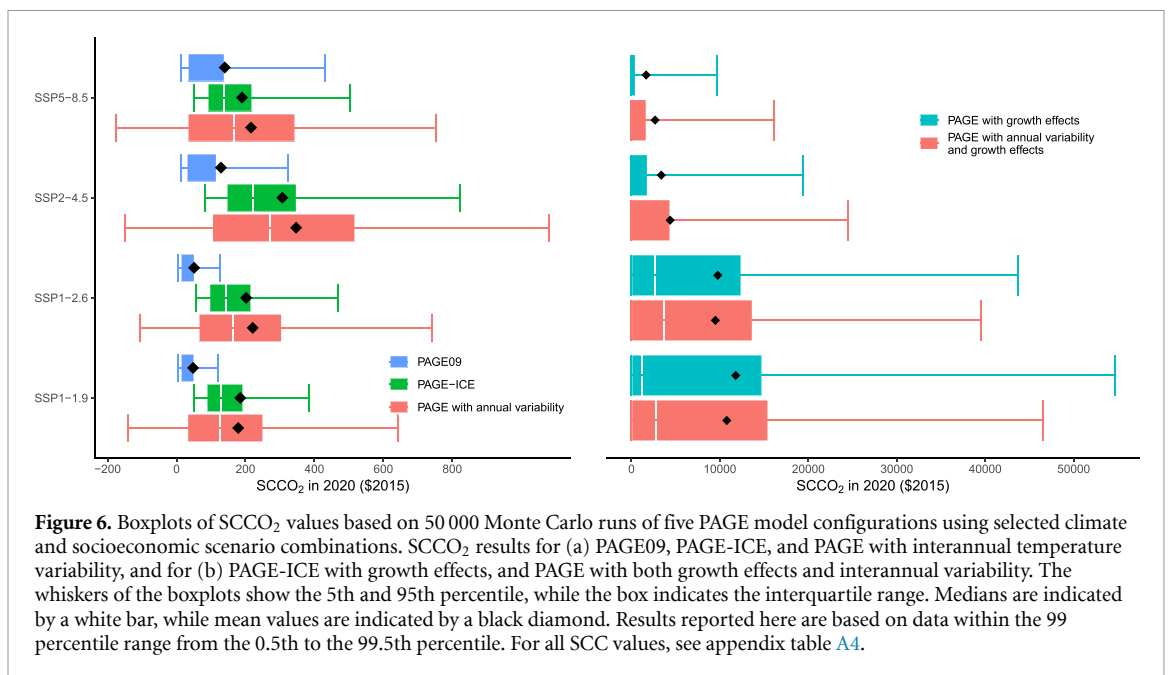 SSP5−8.5
SSP2−4.5
SSP1−2.6
SSP1−1.9
PAGE09
PAGE−ICE
PAGE with annual variability
−200 0 200 400 600 800
SCCO₂ in 2020 ($2015)
PAGE with growth effects
PAGE with annual variability
and growth effects
0 10000 20000 30000 40000 50000
SCCO₂ in 2020 ($2015)
Figure 6. Boxplots of SCCO₂ values based on 50 000 Monte Carlo runs of five PAGE model configurations using selected climate
and socioeconomic scenario combinations. SCCO₂ results for (a) PAGE09, PAGE-ICE, and PAGE with interannual temperature
variability, and for (b) PAGE-ICE with growth effects, and PAGE with both growth effects and interannual variability. The
whiskers of the boxplots show the 5th and 95th percentile, while the box indicates the interquartile range. Medians are indicated
by a white bar, while mean values are indicated by a black diamond. Results reported here are based on data within the 99
percentile range from the 0.5th to the 99.5th percentile. For all SCC values, see appendix table A4.